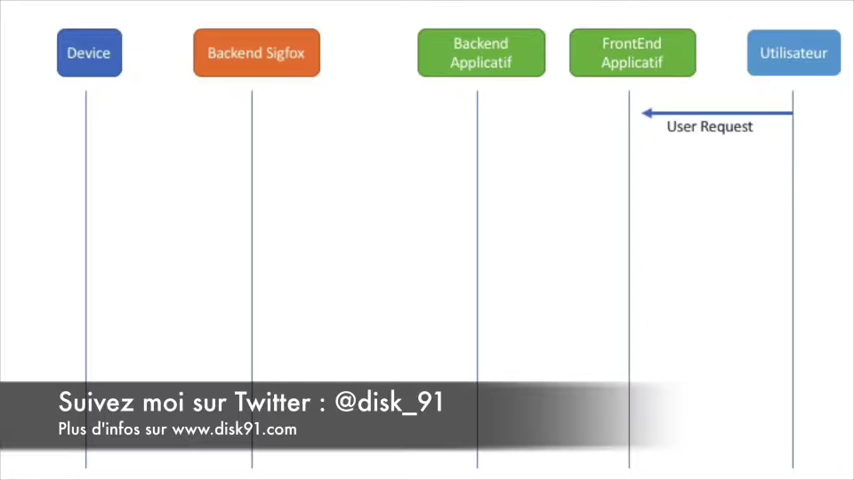 Device
Backend Sigfox
Backend
Applicatif
FrontEnd
Applicatif
Utilisateur
User Request
Suivez moi sur Twitter : @disk_91
Plus d'infos sur www.disk91.com